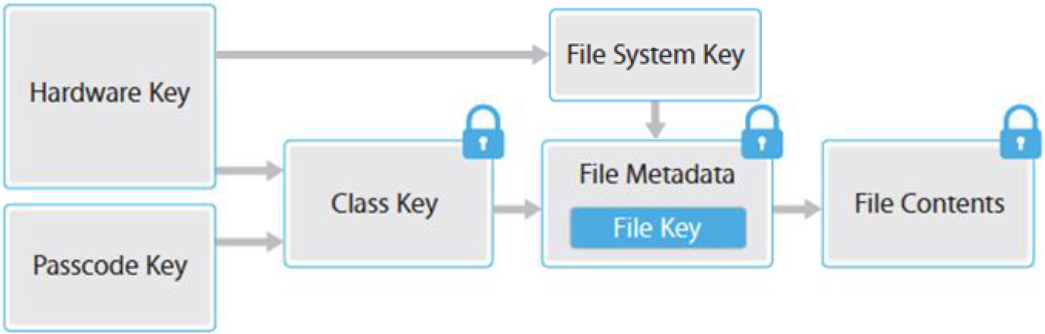 Hardware Key
File System Key
Passcode Key
Class Key
File Metadata
File Key
File Contents